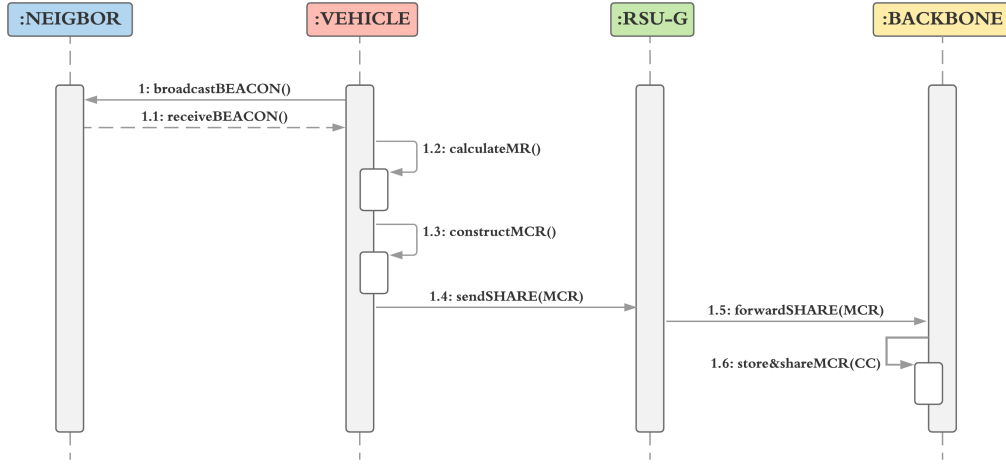 :NEIGBOR
:VEHICLE
:RSU-G
:BACKBONE
1: broadcastBEACON()
1.1: receiveBEACON()
1.2: calculateMR()
1.3: constructMCR()
1.4: sendSHARE(MCR)
1.5: forwardSHARE(MCR)
1.6: store&shareMCR(CC)